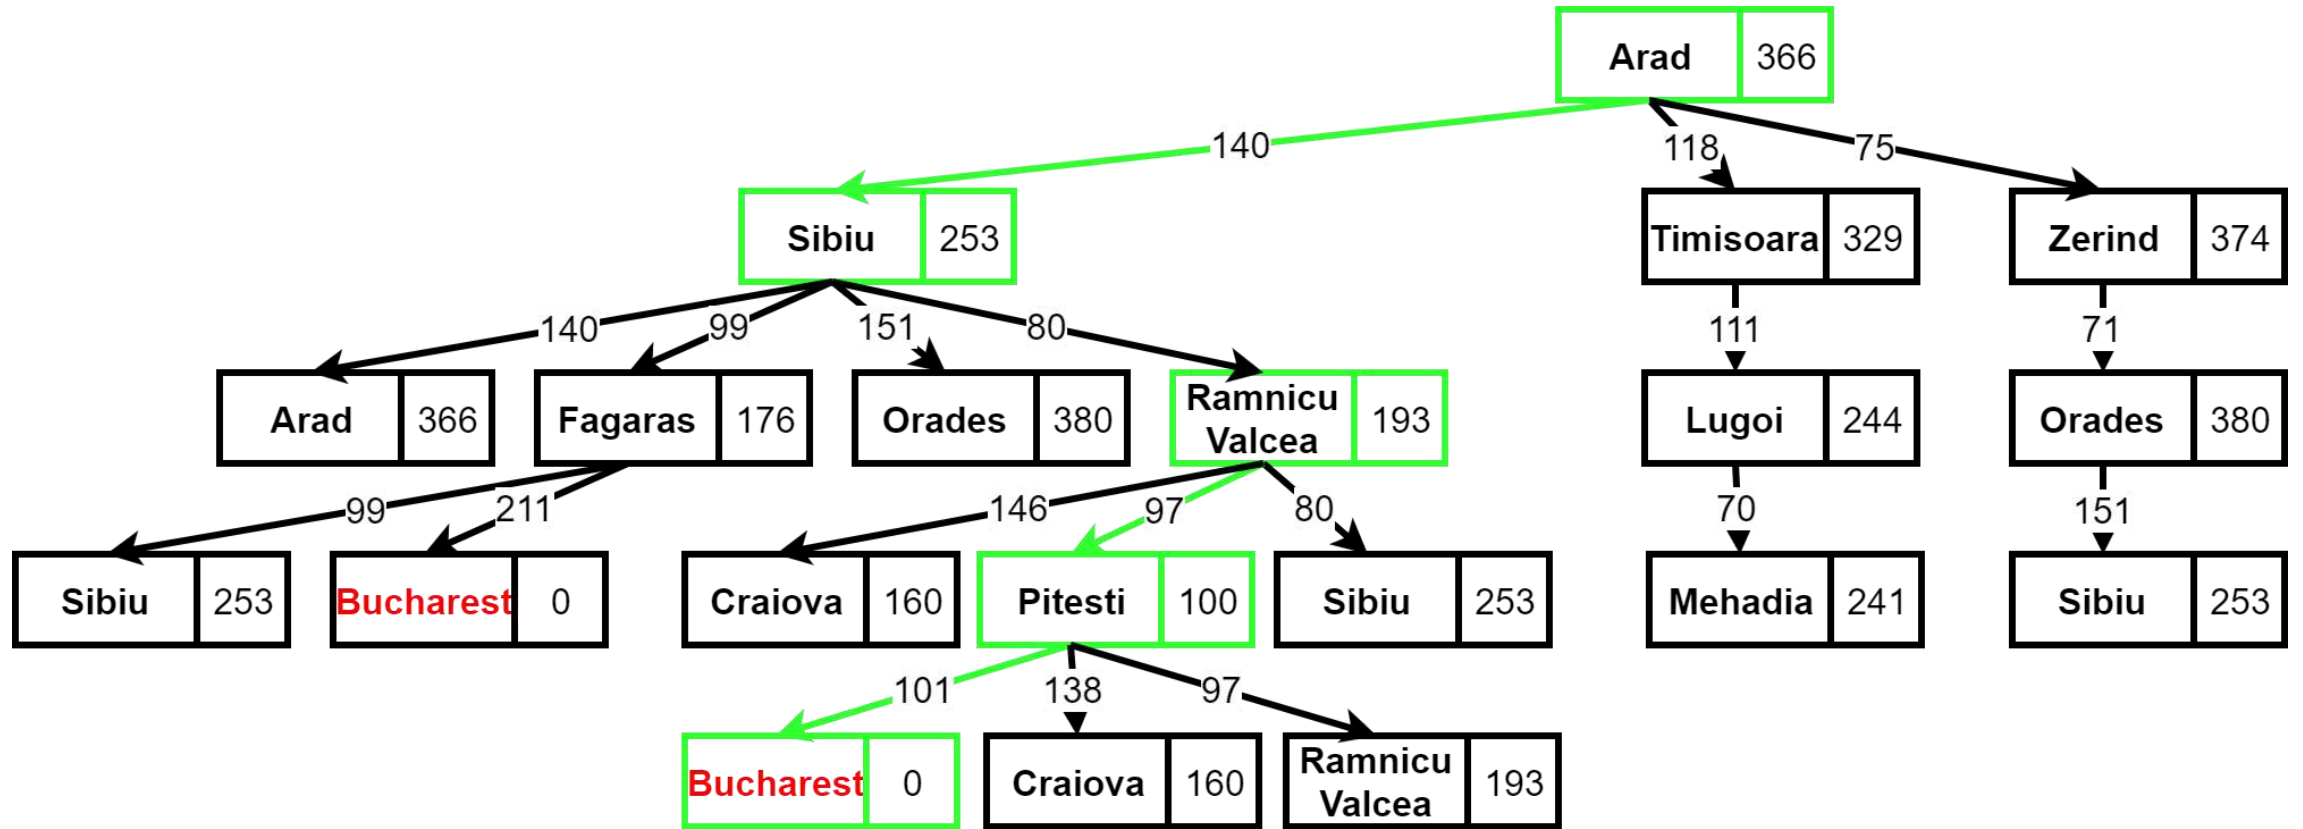 Arad 366
140
118
75
Sibiu 253
Timisoara 329
Zerind 374
140
99
151
80
111
71
Arad 366
Fagaras 176
Orades 380
Ramnicu
Valcea
193
Lugoi 244
Orades 380
99
211
146
97
80
70
151
Sibiu 253
Bucharest 0
Craiova 160
Pitesti 100
Sibiu 253
Mehadia 241
Sibiu 253
101
138
97
Bucharest 0
Craiova 160
Ramnicu
Valcea
193